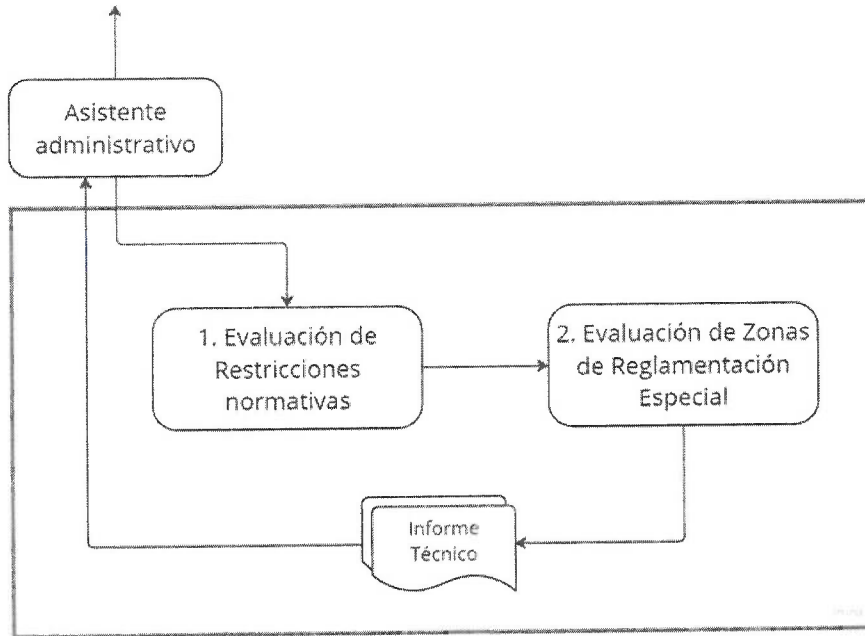 Asistente
administrativo
1. Evaluación de
Restricciones
normativas
2. Evaluación de Zonas
de Reglamentación
Especial
Informe
Técnico